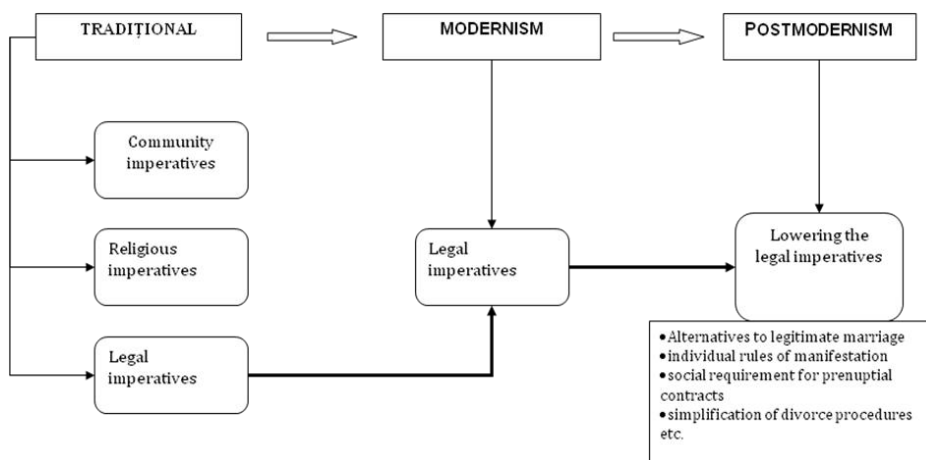 TRADIȚIONAL
MODERNISM
POSTMODERNISM
Community
imperatives
Religious
imperatives
Legal
imperatives
Legal
imperatives
Lowering the
legal imperatives
•Alternatives to legitimate marriage
•individual rules of manifestation
•social requirement for prenuptial
contracts
•simplification of divorce procedures
etc.